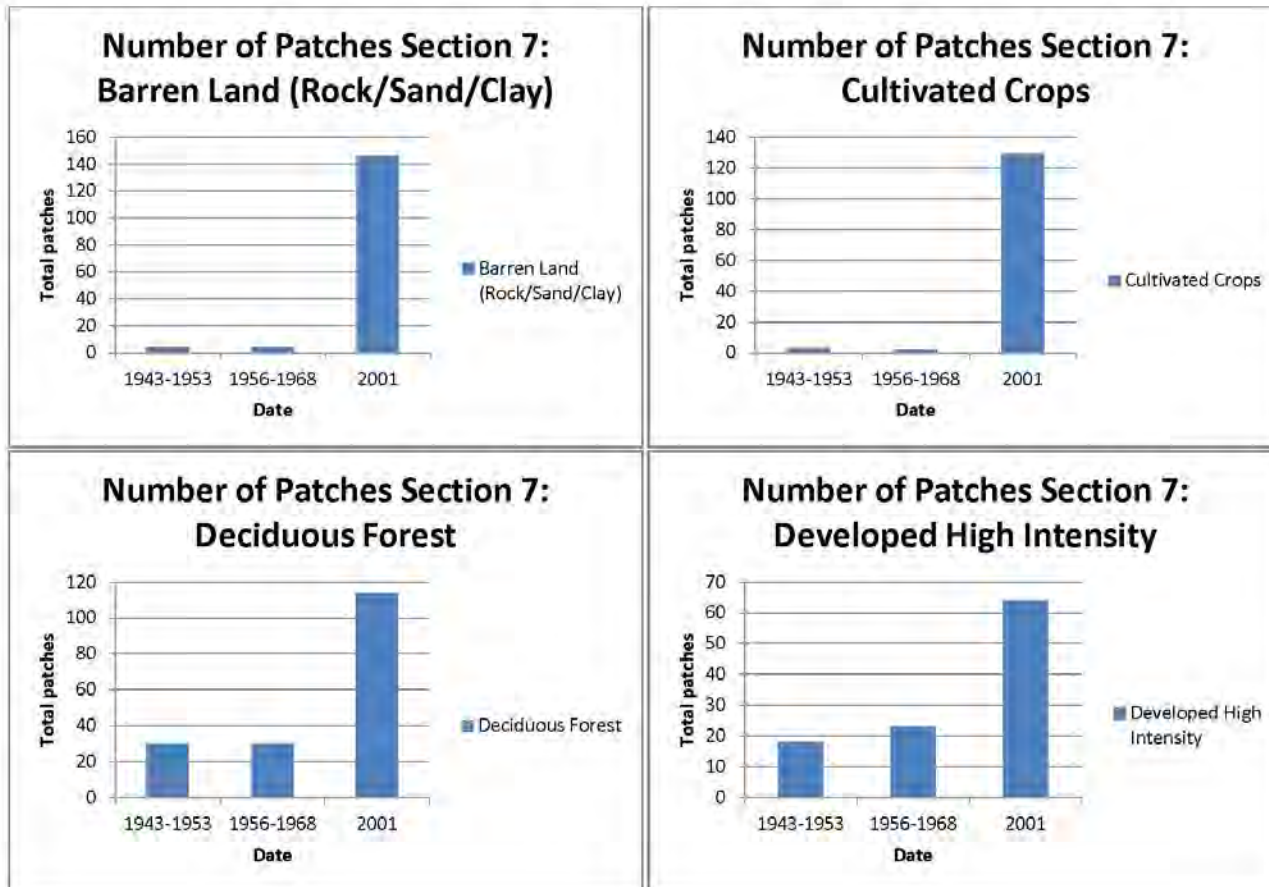 Number of Patches Section 7:
Barren Land (Rock/Sand/Clay)
160
140
120
100
80
60
40
20
0
Total patches
1943-1953
1956-1968
2001
Date
Barren Land
(Rock/Sand/Clay)
Number of Patches Section 7:
Cultivated Crops
140
120
100
80
60
40
20
0
Total patches
1943-1953
1956-1968
2001
Date
Cultivated Crops
Number of Patches Section 7:
Deciduous Forest
120
100
80
60
40
20
0
Total patches
1943-1953
1956-1968
2001
Date
Deciduous Forest
Number of Patches Section 7:
Developed High Intensity
70
60
50
40
30
20
10
0
Total patches
1943-1953
1956-1968
2001
Date
Developed High
Intensity